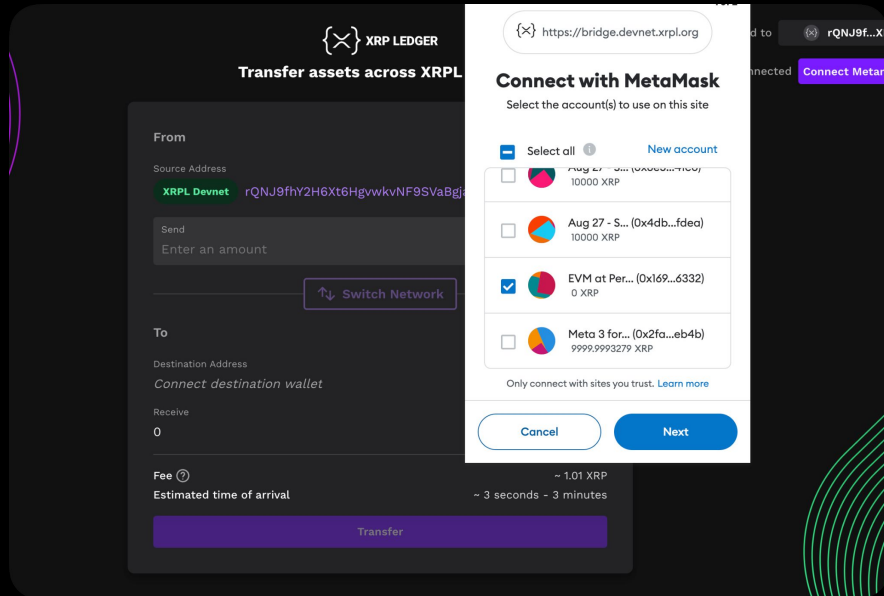 XRP LEDGER
Transfer assets across XRPL
From
Source Address
XRPL Devnet rQNJ9fhY2H6Xt6HgvwkvNF9SVaBgj
Send
Enter an amount
Switch Network
To
Destination Address
Connect destination wallet
Receive
0
Fee ?
~ 1.01 XRP
Estimated time of arrival
~ 3 seconds - 3 minutes
Transfer
https://bridge.devnet.xrpl.org
Connect with MetaMask
Select the account(s) to use on this site
Select all i
New account
10000 XRP
Aug 27 - S... (0x4db...fdea)
10000 XRP
EVM at Per... (0x169...6332)
0 XRP
Meta 3 for... (0x2fa...eb4b)
9999.9993279 XRP
Only connect with sites you trust. Learn more
Cancel
Next
d to
rQNJ9f...X
nnected
Connect Metar